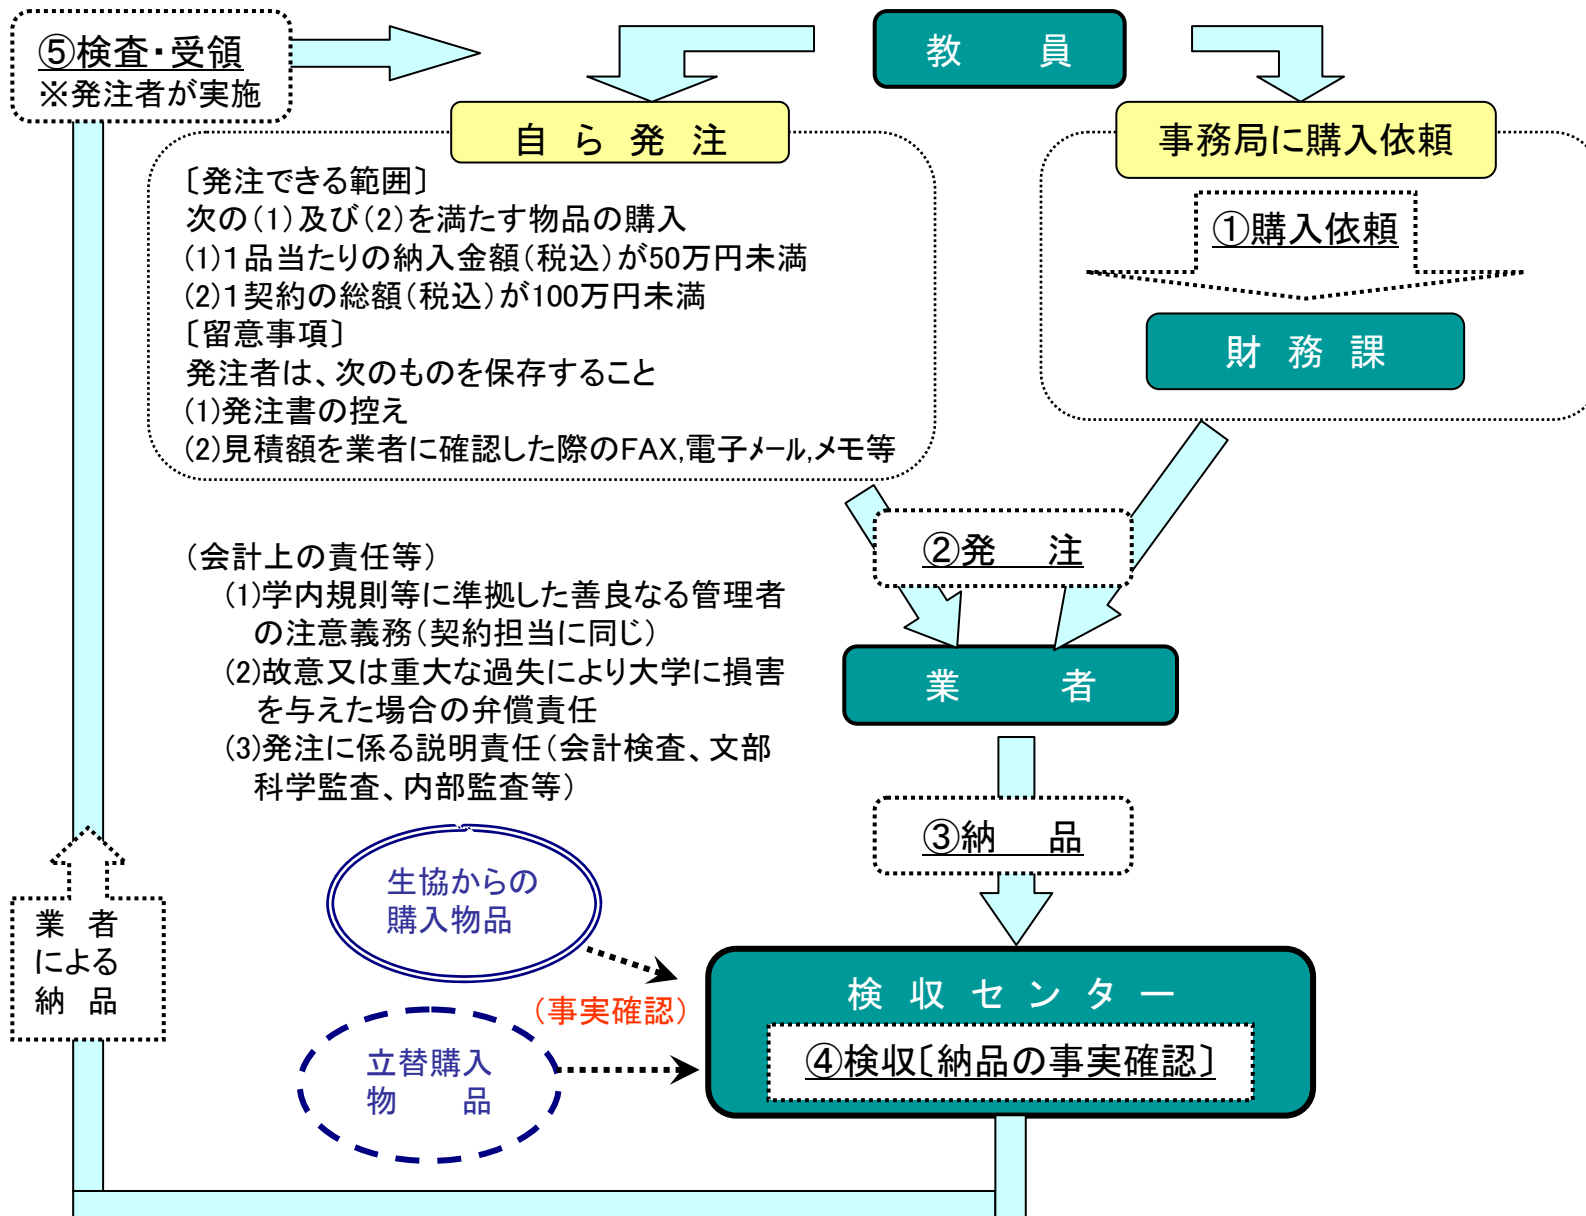 ⑤検査・受領
※発注者が実施
教　員
自ら発注
〔発注できる範囲〕
次の(1)及び(2)を満たす物品の購入
(1)1品当たりの納入金額(税込)が50万円未満
(2)1契約の総額(税込)が100万円未満
〔留意事項〕
発注者は、次のものを保存すること
(1)発注書の控え
(2)見積額を業者に確認した際のFAX,電子メール,メモ等
事務局に購入依頼
①購入依頼
財務課
②発　注
(会計上の責任等)
(1)学内規則等に準拠した善良なる管理者
の注意義務(契約担当に同じ)
(2)故意又は重大な過失により大学に損害
を与えた場合の弁償責任
(3)発注に係る説明責任(会計検査、文部
科学監査、内部監査等)
業　者
③納　品
生協からの
購入物品
(事実確認)
立替購入
物　品
検収センター
④検収〔納品の事実確認〕
業者
による
納品